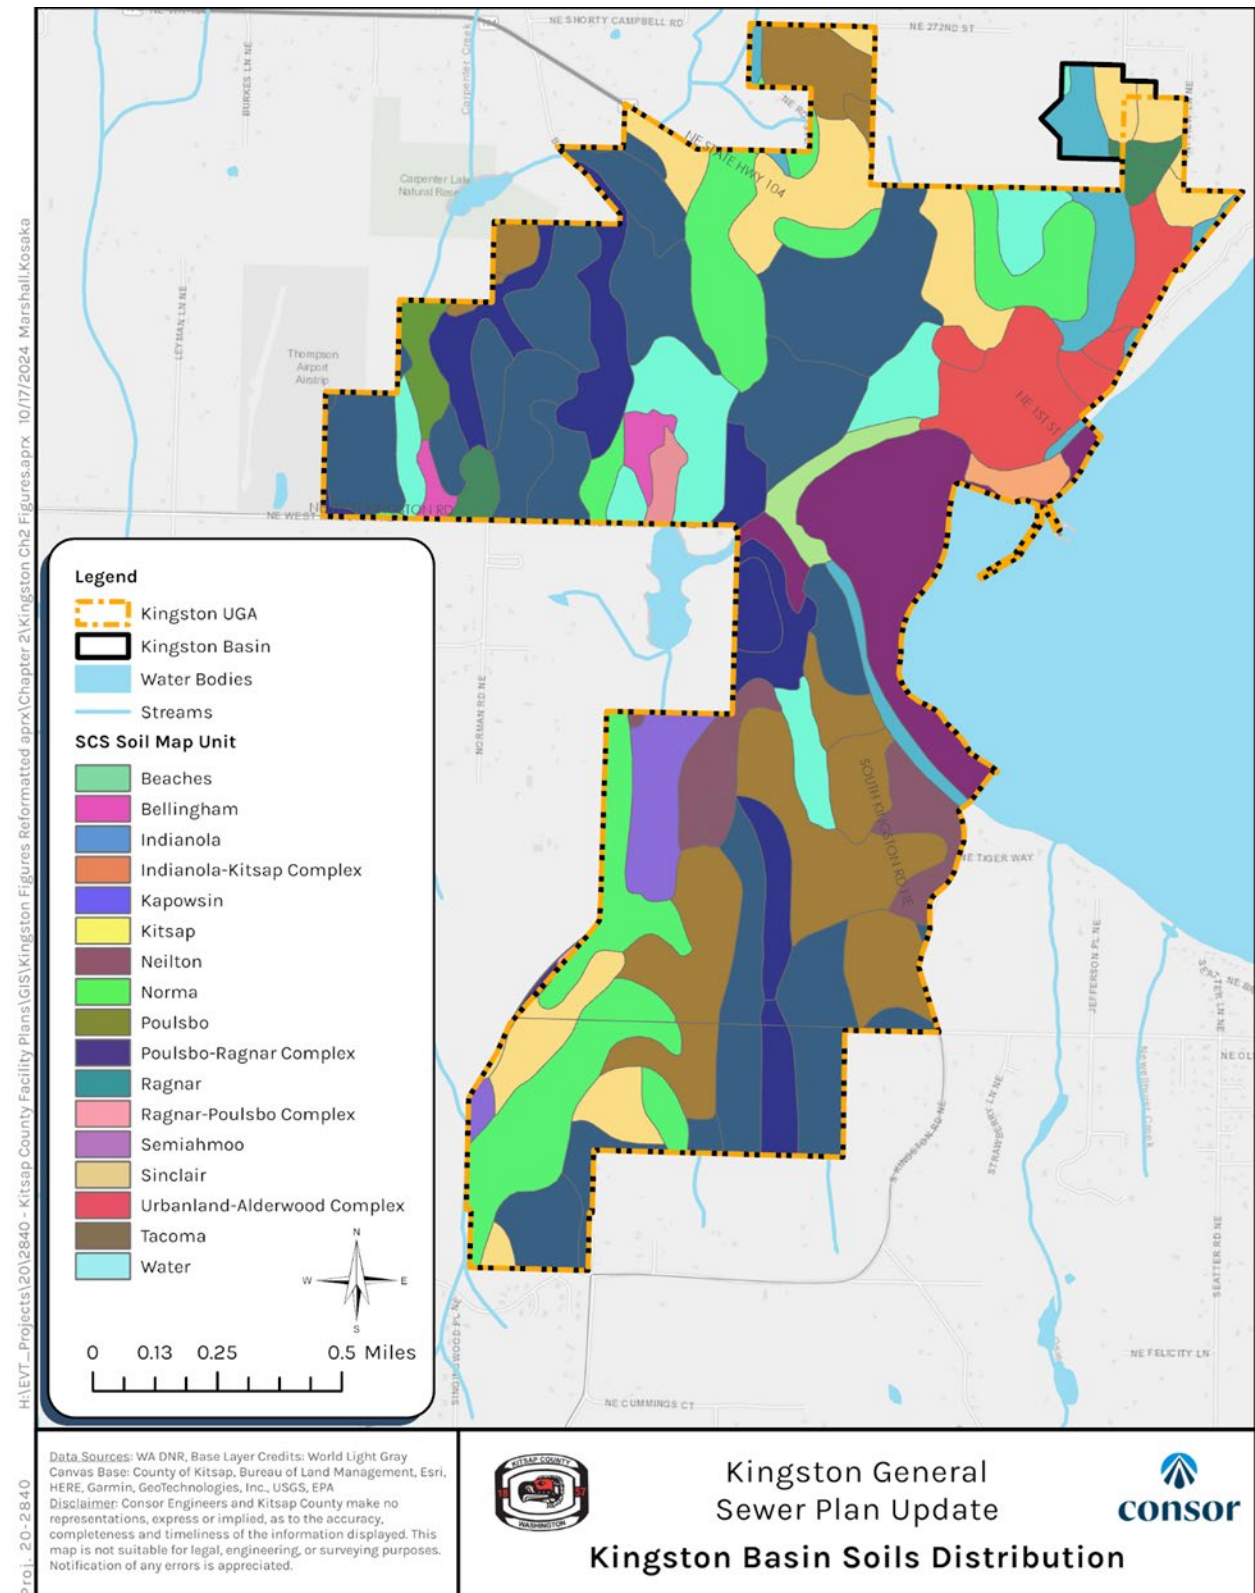 NE SHORTY CAMPBELL RD
NE 272ND ST
BURKES LN NE
Carpenter Creek
NE STATE HWY 104
Carpenter Lake
LEYMAN LN NE
Thompson
Airport
Airstrip
NE 1ST ST
NE WEST
NORMAN RD NE
SOUTH KINGSTON RD NE
NE TIGER WAY
JEFFERSON PL NE
Newellhurst Creek
STRAWBERRY LN NE
S KINGSTON RD NE
SEATTER RD NE
NE FELICITY LN
NE CUMMINGS CT
Legend
Kingston UGA
Kingston Basin
Water Bodies
Streams
SCS Soil Map Unit
Beaches
Bellingham
Indianola
Indianola-Kitsap Complex
Kapowsin
Kitsap
Neilton
Norma
Poulsbo
Poulsbo-Ragnar Complex
Ragnar
Ragnar-Poulsbo Complex
Semiahmoo
Sinclair
Urbanland-Alderwood Complex
Tacoma
Water
N
W E
S
0 0.13 0.25 0.5 Miles
H:\EVT_Projects\20\2840 - Kitsap County Facility Plans\GIS\Kingston Figures Reformatted aprx\Chapter 2\Kingston Ch2 Figures.aprx 10/17/2024 Marshall.Kosaka
Proj. 20-2840
Data Sources: WA DNR, Base Layer Credits: World Light Gray
Canvas Base: County of Kitsap, Bureau of Land Management, Esri,
HERE, Garmin, GeoTechnologies, Inc., USGS, EPA
Disclaimer: Consor Engineers and Kitsap County make no
representations, express or implied, as to the accuracy,
completeness and timeliness of the information displayed. This
map is not suitable for legal, engineering, or surveying purposes.
Notification of any errors is appreciated.
KITSAP COUNTY
18 57
WASHINGTON
Kingston General
Sewer Plan Update
consor
Kingston Basin Soils Distribution